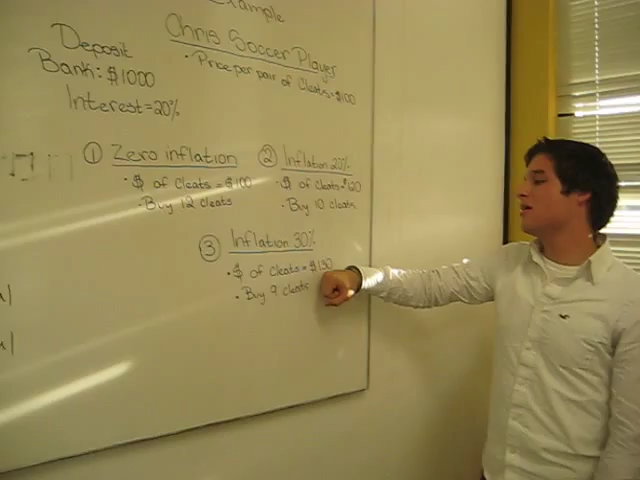 Example
Chris Soccer Player
• Price per pair of Cleats = $100
Deposit
Bank: $1000
Interest = 20%
① Zero inflation
• $ of cleats = $100
• Buy 12 cleats
② Inflation 20%
• $ of cleats = $120
• Buy 10 cleats
③ Inflation 30%
• $ of cleats = $130
• Buy 9 cleats